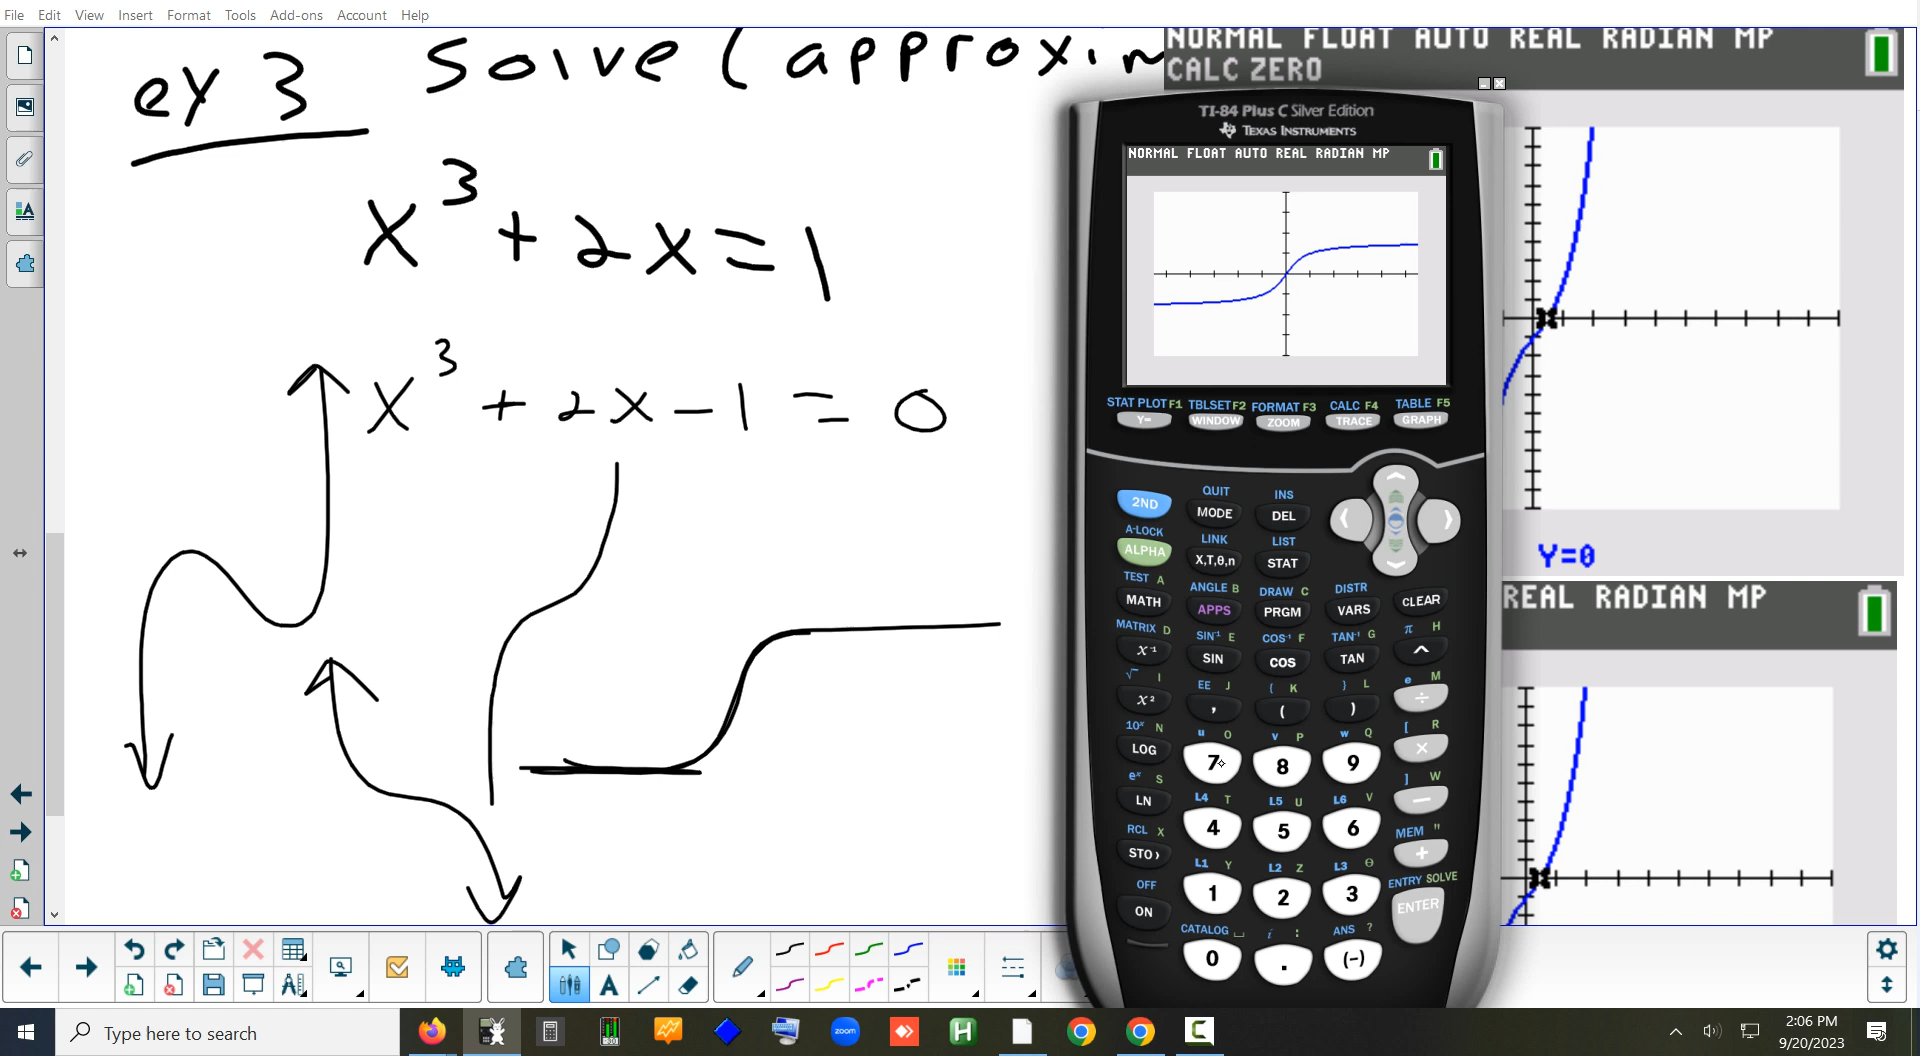 File Edit View Insert Format Tools Add-ons Account Help
ex 3 Solve (approxim
x³ + 2x = 1
x³ + 2x - 1 = 0
NORMAL FLOAT AUTO REAL RADIAN MP
CALC ZERO
Y=0
REAL RADIAN MP
TI-84 Plus C Silver Edition
TEXAS INSTRUMENTS
NORMAL FLOAT AUTO REAL RADIAN MP
STAT PLOT F1 TBLSET F2 FORMAT F3 CALC F4 TABLE F5
Y= WINDOW ZOOM TRACE GRAPH
QUIT INS
2ND MODE DEL
A-LOCK LINK LIST
ALPHA X,T,θ,n STAT
TEST A ANGLE B DRAW C DISTR
MATH APPS PRGM VARS CLEAR
MATRIX D SIN⁻¹ E COS⁻¹ F TAN⁻¹ G π H
X⁻¹ SIN COS TAN ^
√ I EE J { K } L e M
X² , ( ) ÷
10ˣ N u O v P w Q [ R
LOG 7 8 9 ×
eˣ S L4 T L5 U L6 V ] W
LN 4 5 6 −
RCL X L1 Y L2 Z L3 θ MEM "
STO› 1 2 3 +
OFF CATALOG ⎵ i : ANS ? ENTRY SOLVE
ON 0 . (-) ENTER
Type here to search
zoom
2:06 PM
9/20/2023